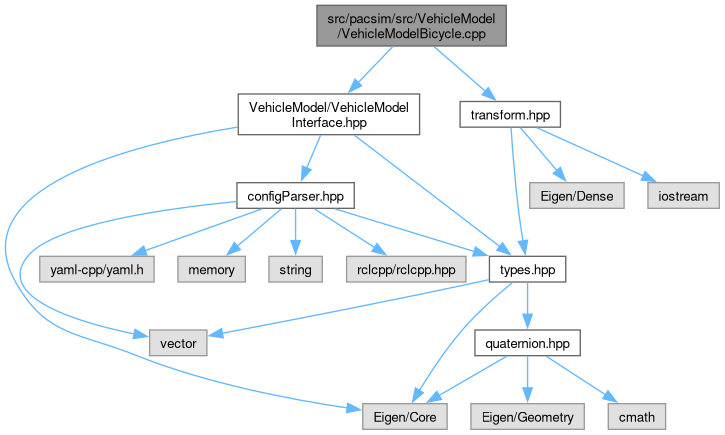 src/pacsim/src/VehicleModel
/VehicleModelBicycle.cpp
VehicleModel/VehicleModel
Interface.hpp
transform.hpp
configParser.hpp
Eigen/Dense
iostream
yaml-cpp/yaml.h
memory
string
rclcpp/rclcpp.hpp
types.hpp
vector
quaternion.hpp
Eigen/Core
Eigen/Geometry
cmath